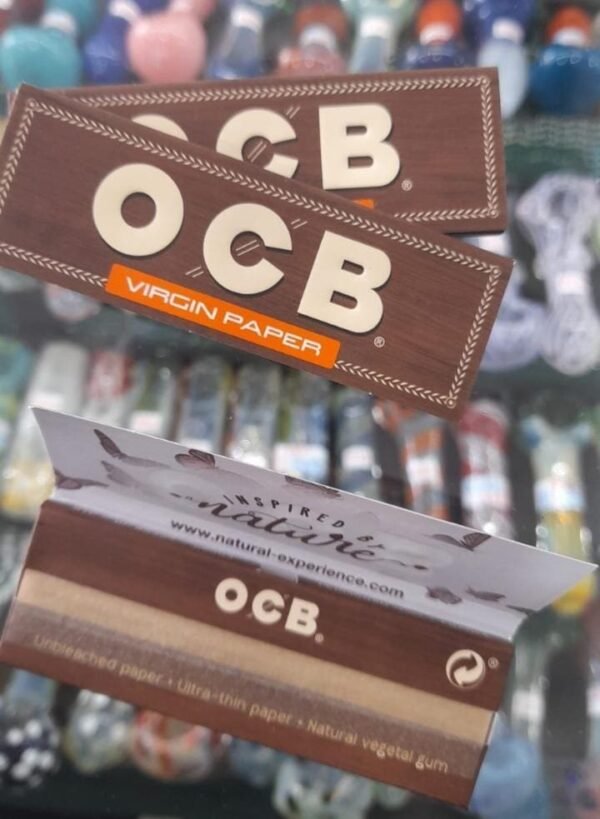 OCB®
OCB®
VIRGIN PAPER
INSPIRED BY
nature
www.natural-experience.com
OCB®
®
Unbleached paper • Ultra-thin paper • Natural vegetal gum